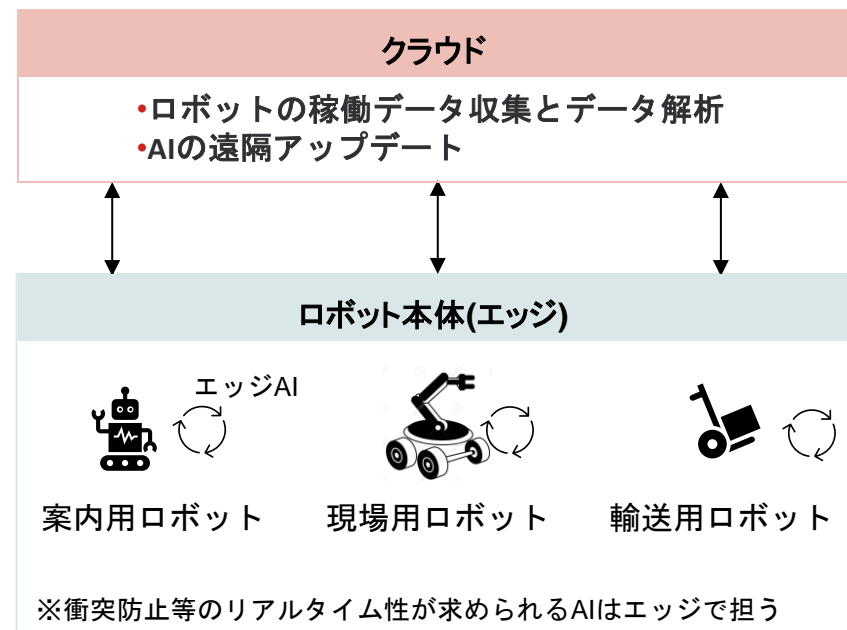 クラウド
•ロボットの稼働データ収集とデータ解析
•AIの遠隔アップデート
ロボット本体(エッジ)
エッジAI
案内用ロボット 現場用ロボット 輸送用ロボット
※衝突防止等のリアルタイム性が求められるAIはエッジで担う